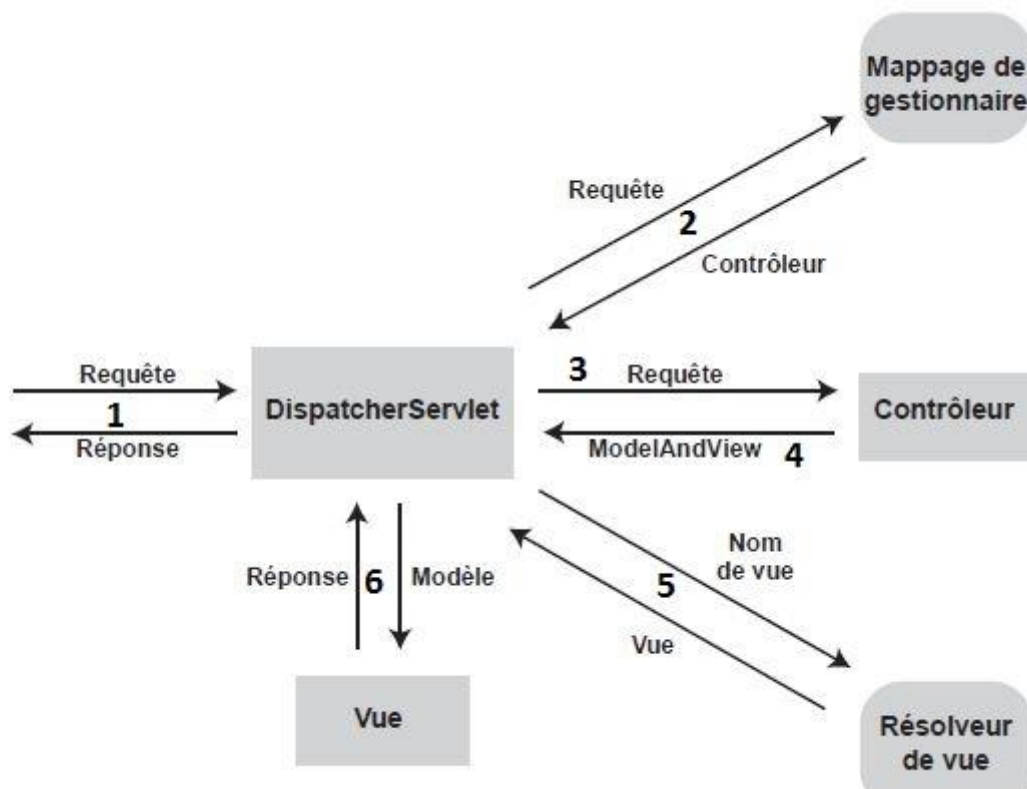 Mappage de
gestionnaire
Requête
2
Contrôleur
Requête
1
Réponse
DispatcherServlet
3
Requête
ModelAndView
4
Contrôleur
Réponse
6
Modèle
Nom
de vue
5
Vue
Vue
Résolveur
de vue